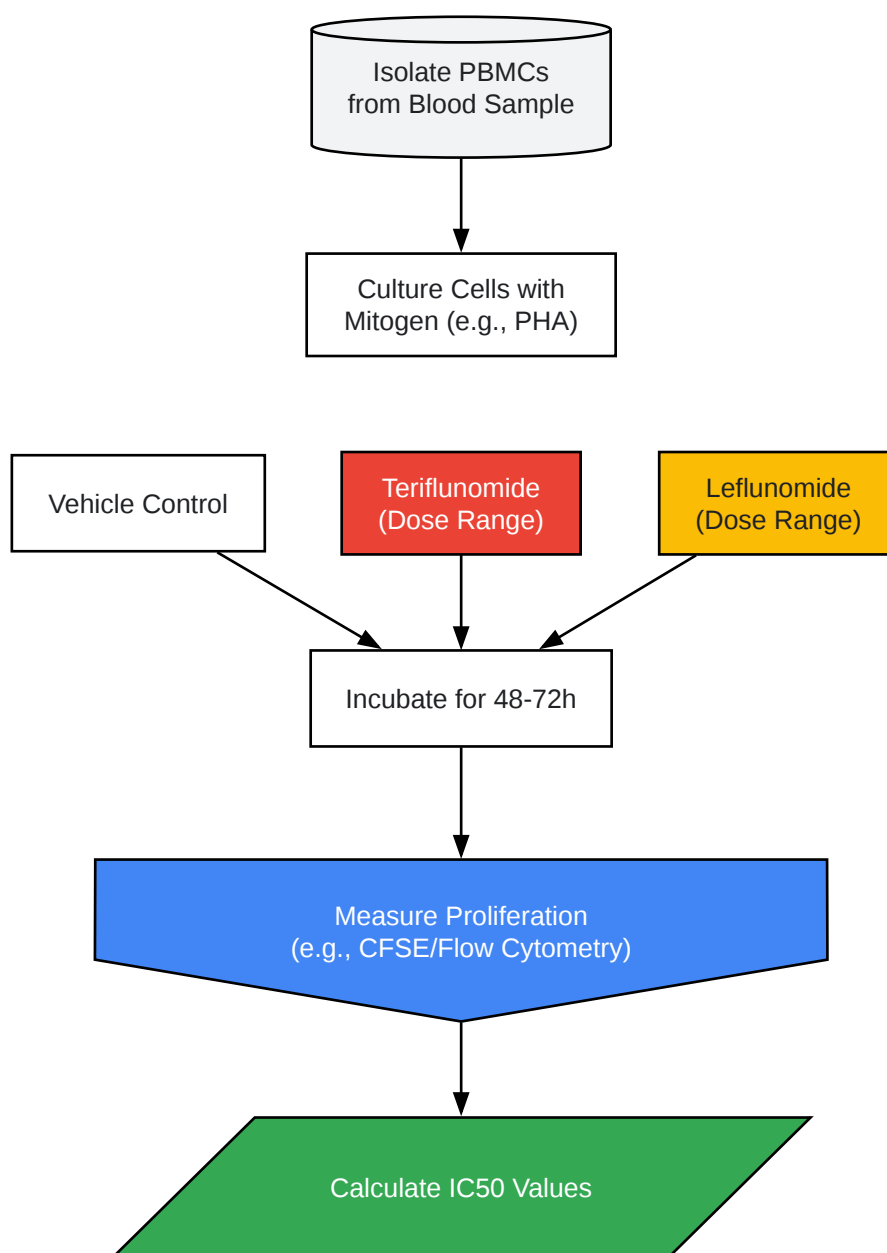 Isolate PBMCs
from Blood Sample
Culture Cells with
Mitogen (e.g., PHA)
Vehicle Control
Teriflunomide
(Dose Range)
Leflunomide
(Dose Range)
Incubate for 48-72h
Measure Proliferation
(e.g., CFSE/Flow Cytometry)
Calculate IC50 Values